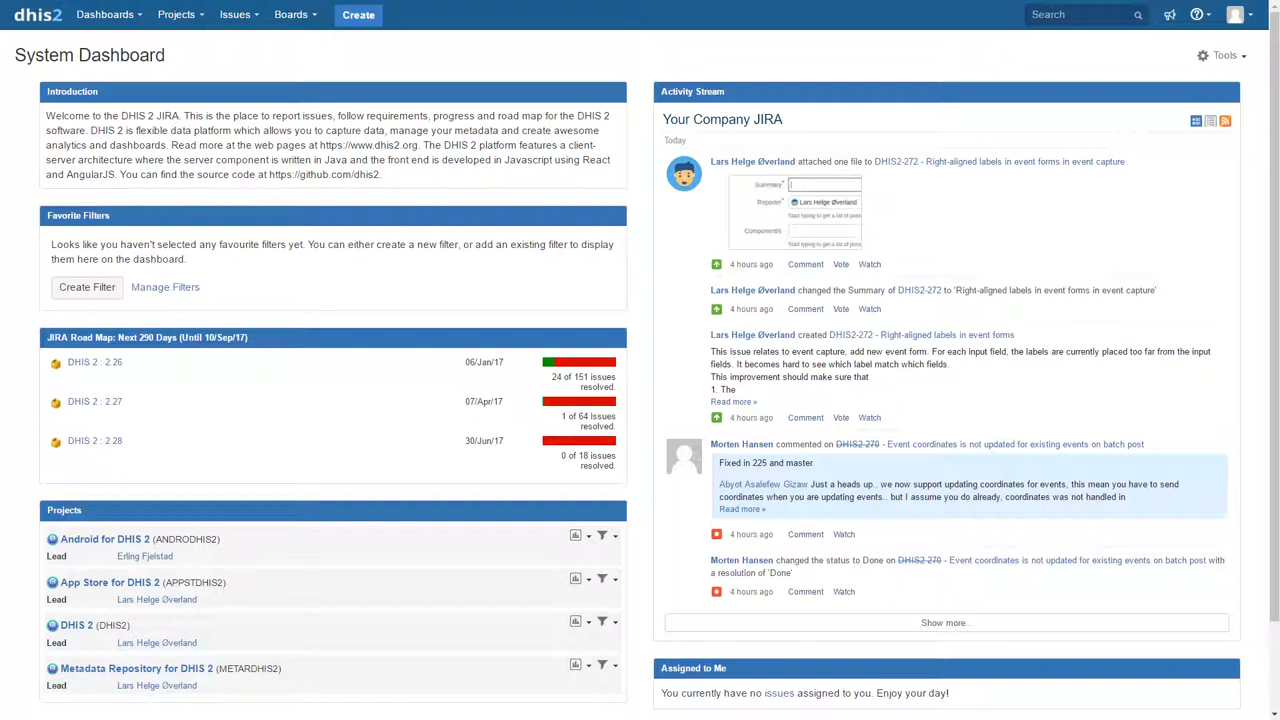 dhis2 Dashboards Projects Issues Boards Create Search
System Dashboard Tools
Introduction
Welcome to the DHIS 2 JIRA. This is the place to report issues, follow requirements, progress and road map for the DHIS 2
software. DHIS 2 is flexible data platform which allows you to capture data, manage your metadata and create awesome
analytics and dashboards. Read more at the web pages at https://www.dhis2.org. The DHIS 2 platform features a client-
server architecture where the server component is written in Java and the front end is developed in Javascript using React
and AngularJS. You can find the source code at https://github.com/dhis2.
Favorite Filters
Looks like you haven't selected any favourite filters yet. You can either create a new filter, or add an existing filter to display
them here on the dashboard.
Create Filter Manage Filters
JIRA Road Map: Next 290 Days (Until 10/Sep/17)
DHIS 2 : 2.26 06/Jan/17
24 of 151 issues
resolved.
DHIS 2 : 2.27 07/Apr/17
1 of 64 issues
resolved.
DHIS 2 : 2.28 30/Jun/17
0 of 18 issues
resolved.
Projects
Android for DHIS 2 (ANDRODHIS2)
Lead Erling Fjelstad
App Store for DHIS 2 (APPSTDHIS2)
Lead Lars Helge Øverland
DHIS 2 (DHIS2)
Lead Lars Helge Øverland
Metadata Repository for DHIS 2 (METARDHIS2)
Lead Lars Helge Øverland
Activity Stream
Your Company JIRA
Today
Lars Helge Øverland attached one file to DHIS2-272 - Right-aligned labels in event forms in event capture
Summary*
Reporter* Lars Helge Øverland
Start typing to get a list of poss
Component/s
Start typing to get a list of poss
4 hours ago Comment Vote Watch
Lars Helge Øverland changed the Summary of DHIS2-272 to 'Right-aligned labels in event forms in event capture'
4 hours ago Comment Vote Watch
Lars Helge Øverland created DHIS2-272 - Right-aligned labels in event forms
This issue relates to event capture, add new event form. For each input field, the labels are currently placed too far from the input
fields. It becomes hard to see which label match which fields.
This improvement should make sure that
1. The
Read more »
4 hours ago Comment Vote Watch
Morten Hansen commented on DHIS2-270 - Event coordinates is not updated for existing events on batch post
Fixed in 225 and master.
Abyot Asalefew Gizaw Just a heads up.. we now support updating coordinates for events, this mean you have to send
coordinates when you are updating events.. but I assume you do already, coordinates was not handled in
Read more »
4 hours ago Comment Watch
Morten Hansen changed the status to Done on DHIS2-270 - Event coordinates is not updated for existing events on batch post with
a resolution of 'Done'
4 hours ago Comment Watch
Show more...
Assigned to Me
You currently have no issues assigned to you. Enjoy your day!